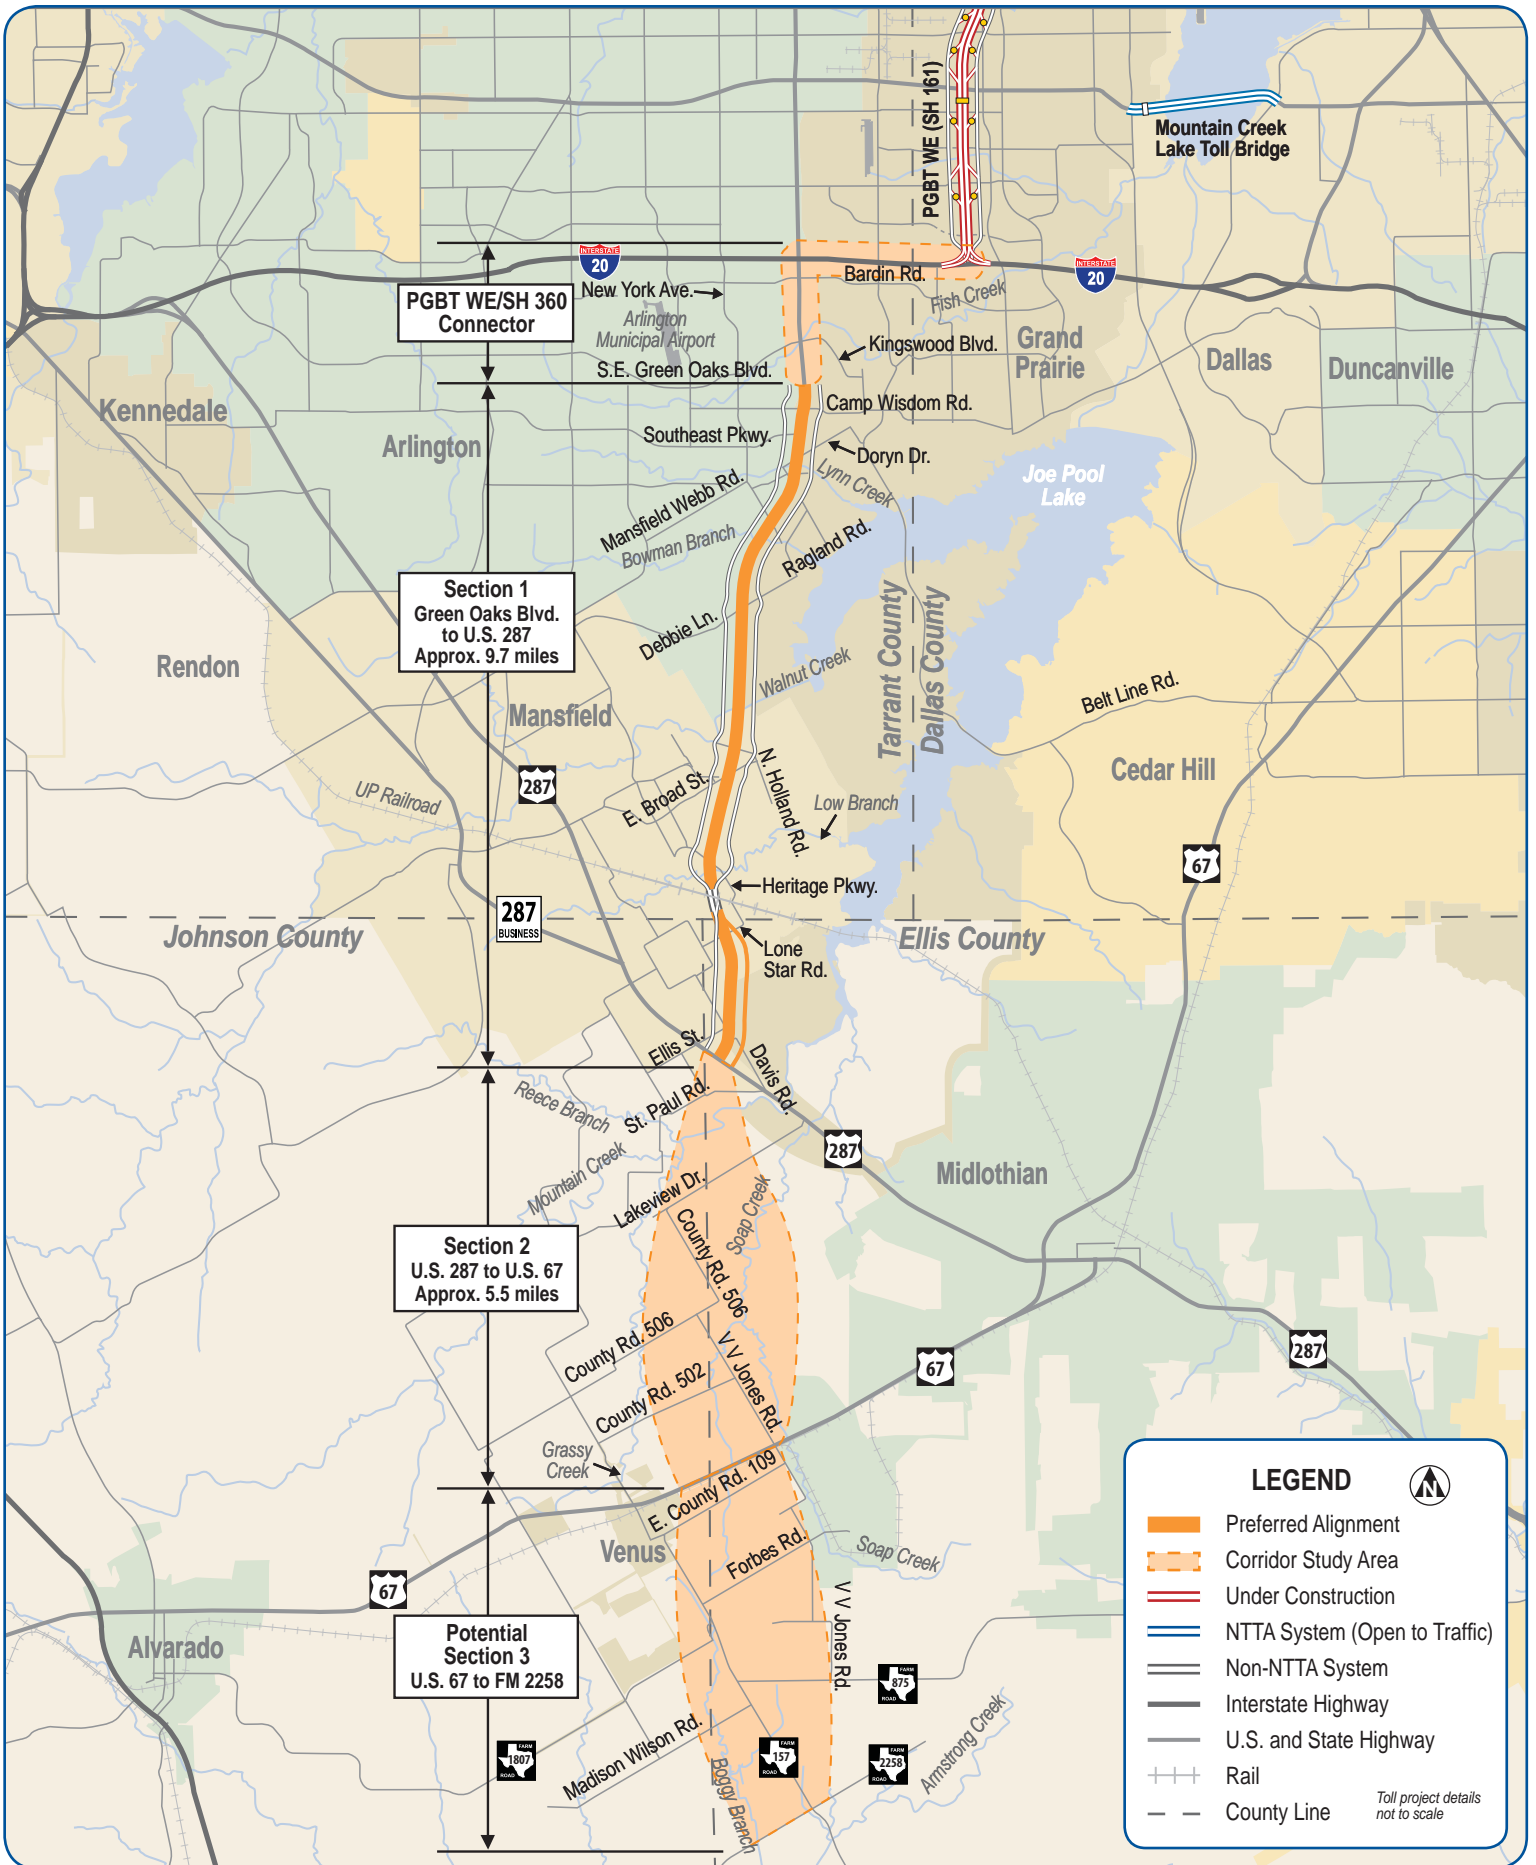 PGBT WE (SH 161)
Mountain Creek
Lake Toll Bridge
INTERSTATE
20
INTERSTATE
20
Bardin Rd.
New York Ave.
Fish Creek
PGBT WE/SH 360
Connector
Arlington
Municipal Airport
Kingswood Blvd.
Grand
Prairie
Dallas
Duncanville
S.E. Green Oaks Blvd.
Kennedale
Arlington
Camp Wisdom Rd.
Southeast Pkwy.
Doryn Dr.
Lynn Creek
Joe Pool
Lake
Mansfield Webb Rd.
Bowman Branch
Ragland Rd.
Section 1
Green Oaks Blvd.
to U.S. 287
Approx. 9.7 miles
Debbie Ln.
Tarrant County
Dallas County
Rendon
Walnut Creek
Mansfield
Belt Line Rd.
Cedar Hill
287
UP Railroad
E. Broad St.
N. Holland Rd.
Low Branch
67
Heritage Pkwy.
287
BUSINESS
Johnson County
Ellis County
Lone
Star Rd.
Ellis St.
Davis Rd.
Reece Branch
St. Paul Rd.
287
Midlothian
Mountain Creek
Lakeview Dr.
Soap Creek
County Rd. 506
Section 2
U.S. 287 to U.S. 67
Approx. 5.5 miles
County Rd. 506
V V Jones Rd.
67
287
County Rd. 502
Grassy
Creek
E. County Rd. 109
Venus
Forbes Rd.
Soap Creek
67
V V Jones Rd.
Alvarado
Potential
Section 3
U.S. 67 to FM 2258
FARM
875
ROAD
Madison Wilson Rd.
FARM
1807
ROAD
FARM
157
ROAD
FARM
2258
ROAD
Armstrong Creek
Boggy Branch
LEGEND
N
Preferred Alignment
Corridor Study Area
Under Construction
NTTA System (Open to Traffic)
Non-NTTA System
Interstate Highway
U.S. and State Highway
Rail
County Line
Toll project details
not to scale